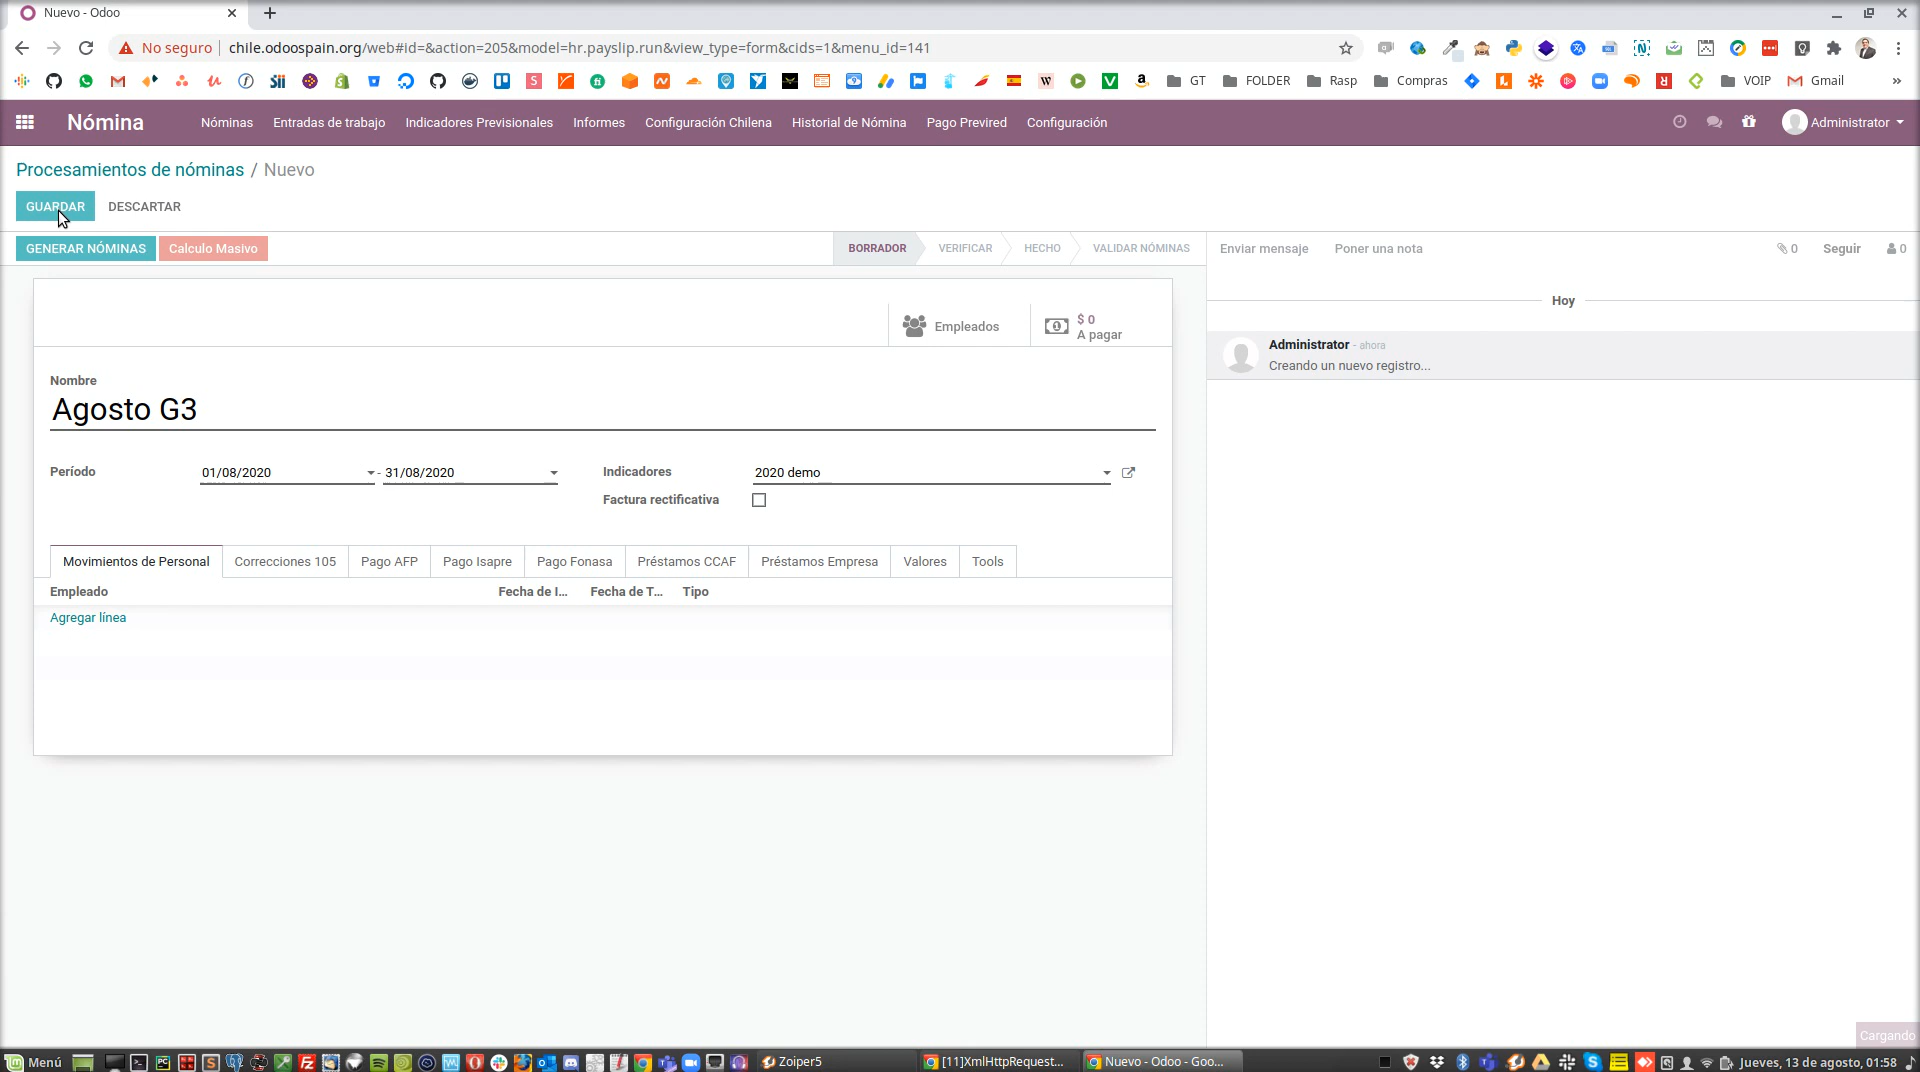 Nuevo - Odoo
No seguro
chile.odoospain.org/web#id=&action=205&model=hr.payslip.run&view_type=form&cids=1&menu_id=141
GT
FOLDER
Rasp
Compras
VOIP
Gmail
Nómina
Nóminas
Entradas de trabajo
Indicadores Previsionales
Informes
Configuración Chilena
Historial de Nómina
Pago Previred
Configuración
Administrator
Procesamientos de nóminas / Nuevo
GUARDAR
DESCARTAR
GENERAR NÓMINAS
Calculo Masivo
BORRADOR
VERIFICAR
HECHO
VALIDAR NÓMINAS
Enviar mensaje
Poner una nota
0
Seguir
0
Hoy
Empleados
$ 0
A pagar
Administrator - ahora
Creando un nuevo registro...
Nombre
Agosto G3
Período
01/08/2020 - 31/08/2020
Indicadores
2020 demo
Factura rectificativa
Movimientos de Personal
Correcciones 105
Pago AFP
Pago Isapre
Pago Fonasa
Préstamos CCAF
Préstamos Empresa
Valores
Tools
Empleado
Fecha de I...
Fecha de T...
Tipo
Agregar línea
Cargando
Menú
Zoiper5
[11]XmlHttpRequest...
Nuevo - Odoo - Goo...
Jueves, 13 de agosto, 01:58